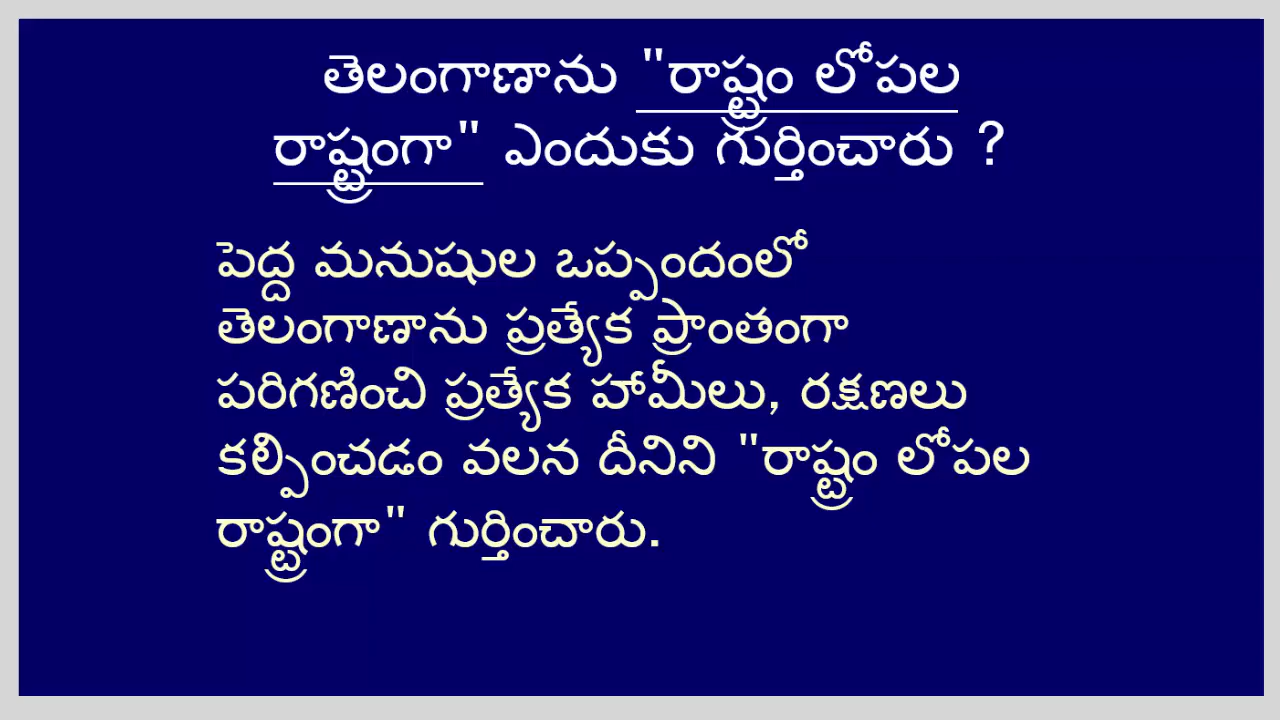 తెలంగాణాను "రాష్ట్రం లోపల
రాష్ట్రంగా" ఎందుకు గుర్తించారు ?
పెద్ద మనుషుల ఒప్పందంలో
తెలంగాణాను ప్రత్యేక ప్రాంతంగా
పరిగణించి ప్రత్యేక హామీలు, రక్షణలు
కల్పించడం వలన దీనిని "రాష్ట్రం లోపల
రాష్ట్రంగా" గుర్తించారు.